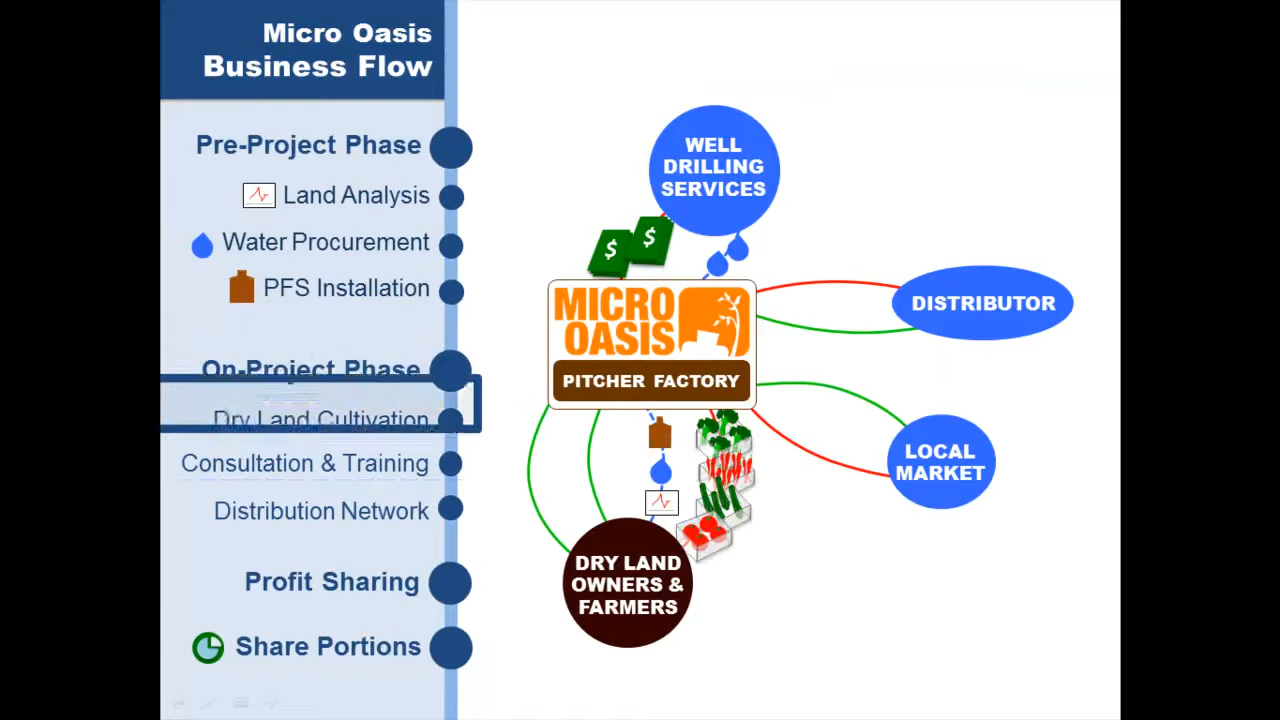 Micro Oasis
Business Flow
Pre-Project Phase
Land Analysis
Water Procurement
PFS Installation
On-Project Phase
Dry Land Cultivation
Consultation & Training
Distribution Network
Profit Sharing
Share Portions
WELL
DRILLING
SERVICES
$ $
MICRO
OASIS
PITCHER FACTORY
DISTRIBUTOR
LOCAL
MARKET
DRY LAND
OWNERS &
FARMERS